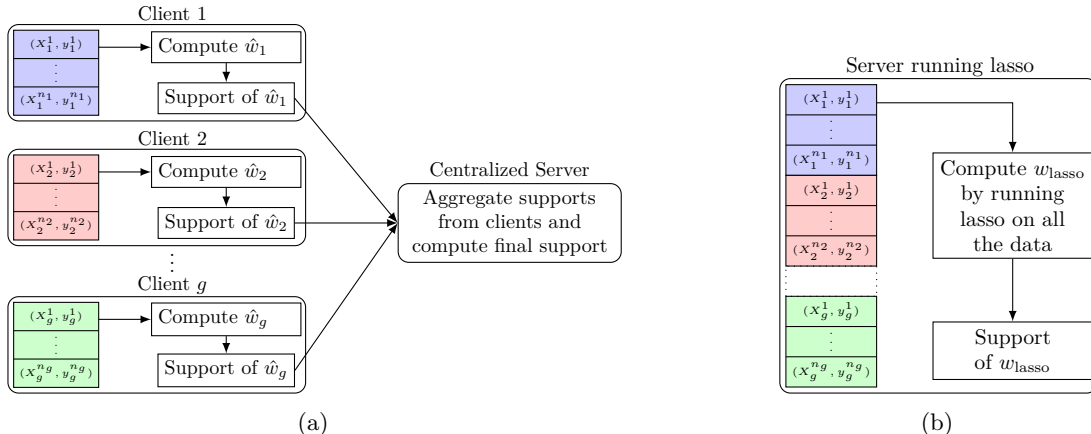 Client 1
(X_1^1, y_1^1)
⋮
(X_1^{n_1}, y_1^{n_1})
Compute ŵ_1
Support of ŵ_1
Client 2
(X_2^1, y_2^1)
⋮
(X_2^{n_2}, y_2^{n_2})
Compute ŵ_2
Support of ŵ_2
⋮
Client g
(X_g^1, y_g^1)
⋮
(X_g^{n_g}, y_g^{n_g})
Compute ŵ_g
Support of ŵ_g
Centralized Server
Aggregate supports
from clients and
compute final support
(a)
Server running lasso
(X_1^1, y_1^1)
⋮
(X_1^{n_1}, y_1^{n_1})
(X_2^1, y_2^1)
⋮
(X_2^{n_2}, y_2^{n_2})
(X_g^1, y_g^1)
⋮
(X_g^{n_g}, y_g^{n_g})
Compute w_lasso
by running
lasso on all
the data
Support
of w_lasso
(b)